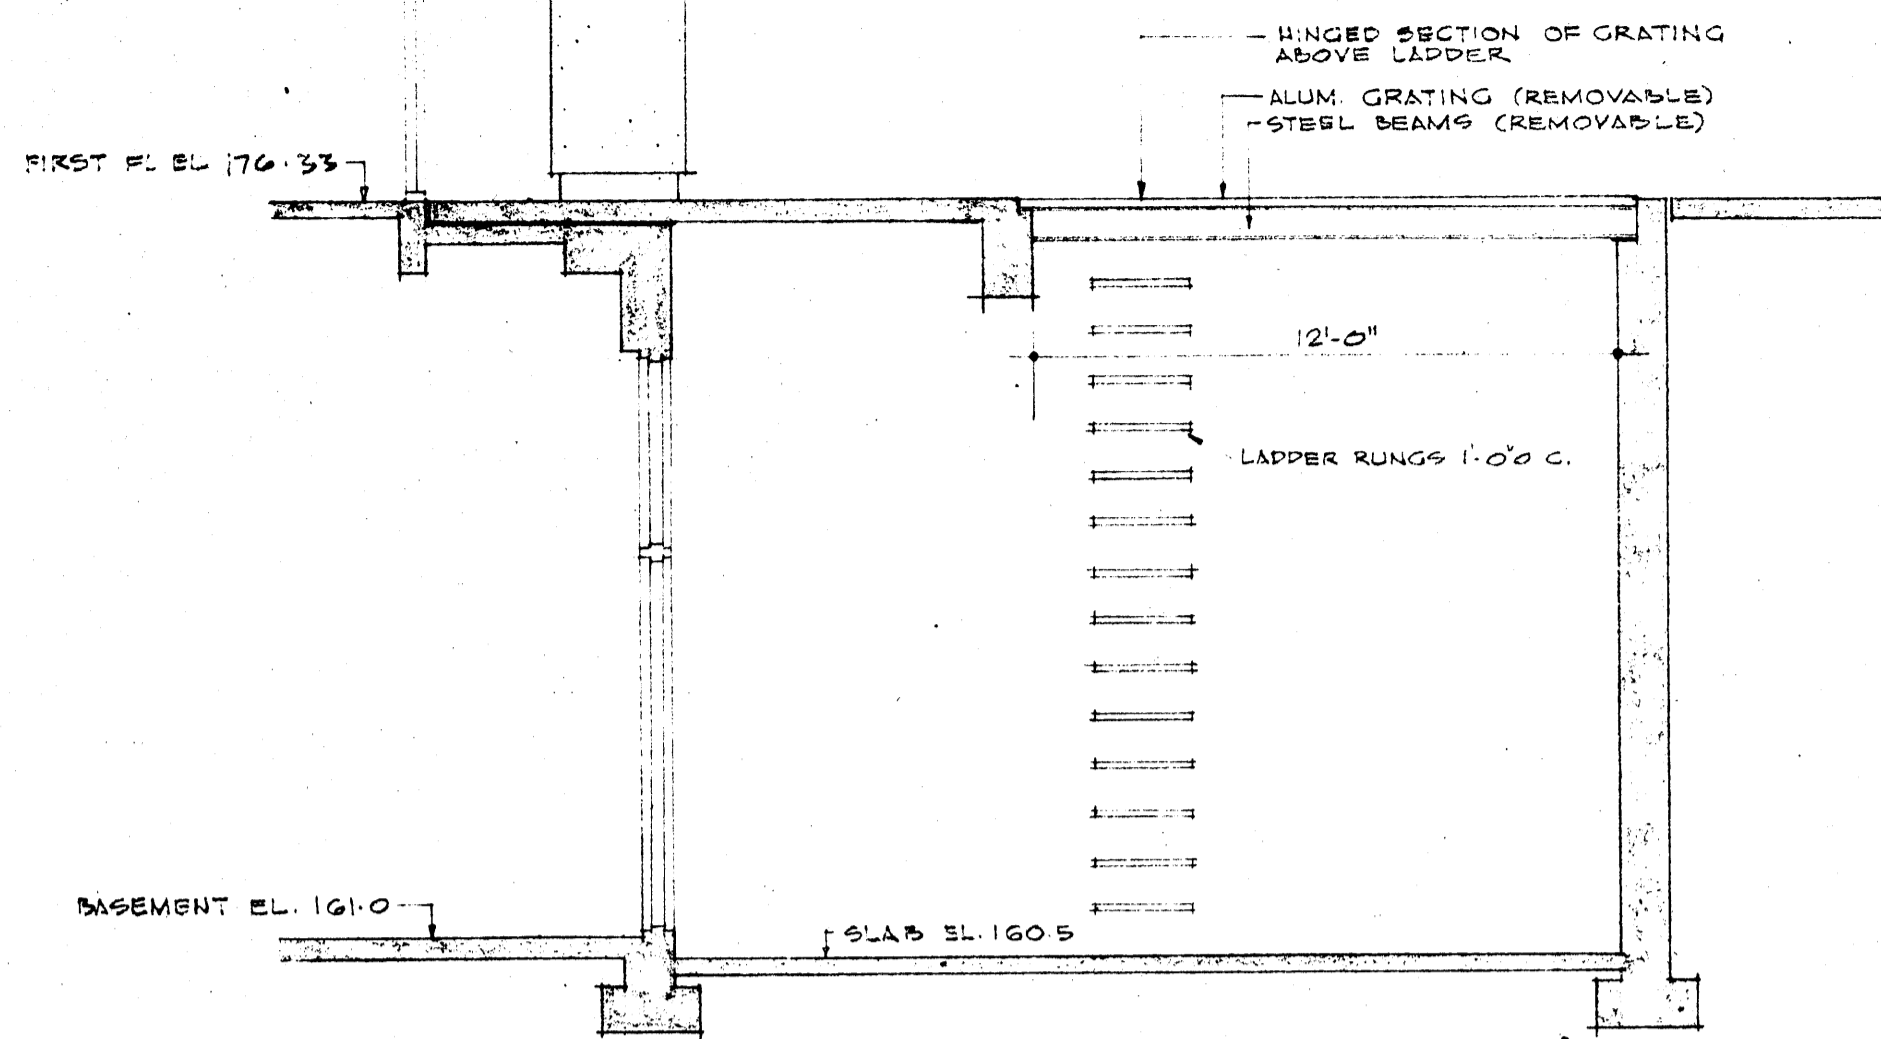 HINGED SECTION OF GRATING
ABOVE LADDER
ALUM. GRATING (REMOVABLE)
STEEL BEAMS (REMOVABLE)
FIRST FL EL 176.33
12'-0"
LADDER RUNGS 1'-0" O C.
BASEMENT EL. 161.0
SLAB EL. 160.5